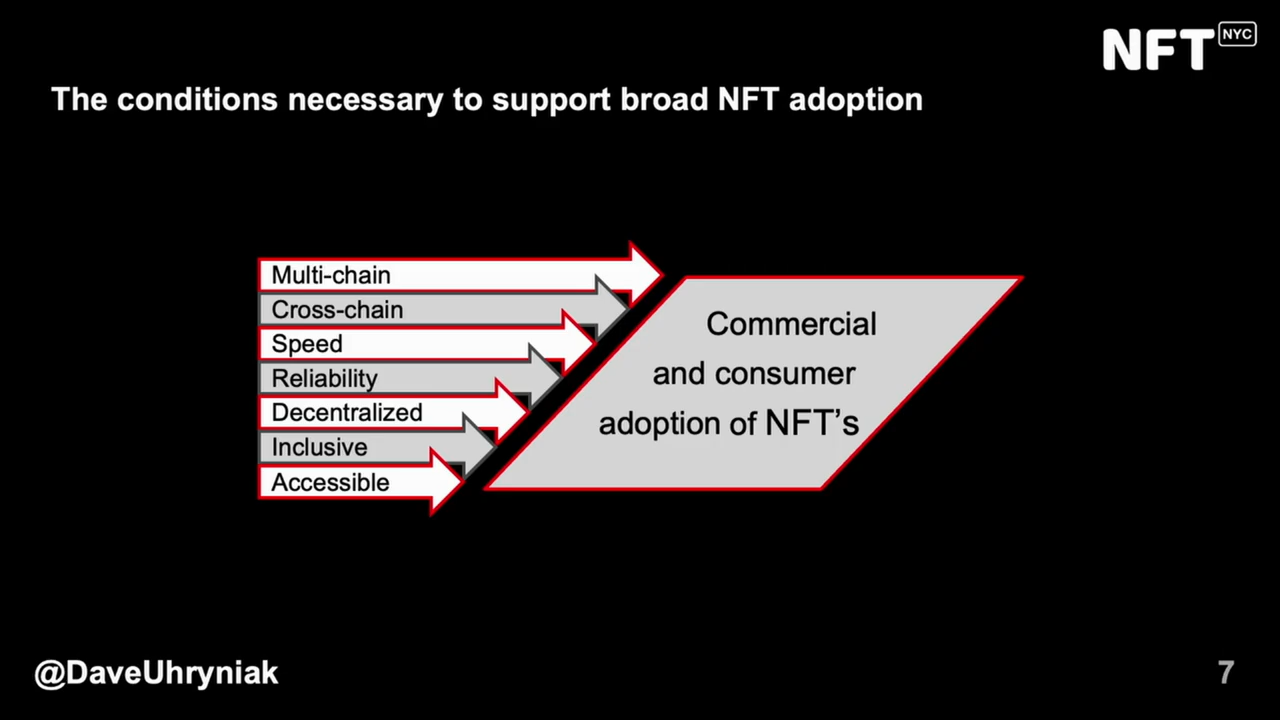 NFT NYC
The conditions necessary to support broad NFT adoption
Multi-chain
Cross-chain
Speed
Reliability
Decentralized
Inclusive
Accessible
Commercial
and consumer
adoption of NFT’s
@DaveUhryniak
7